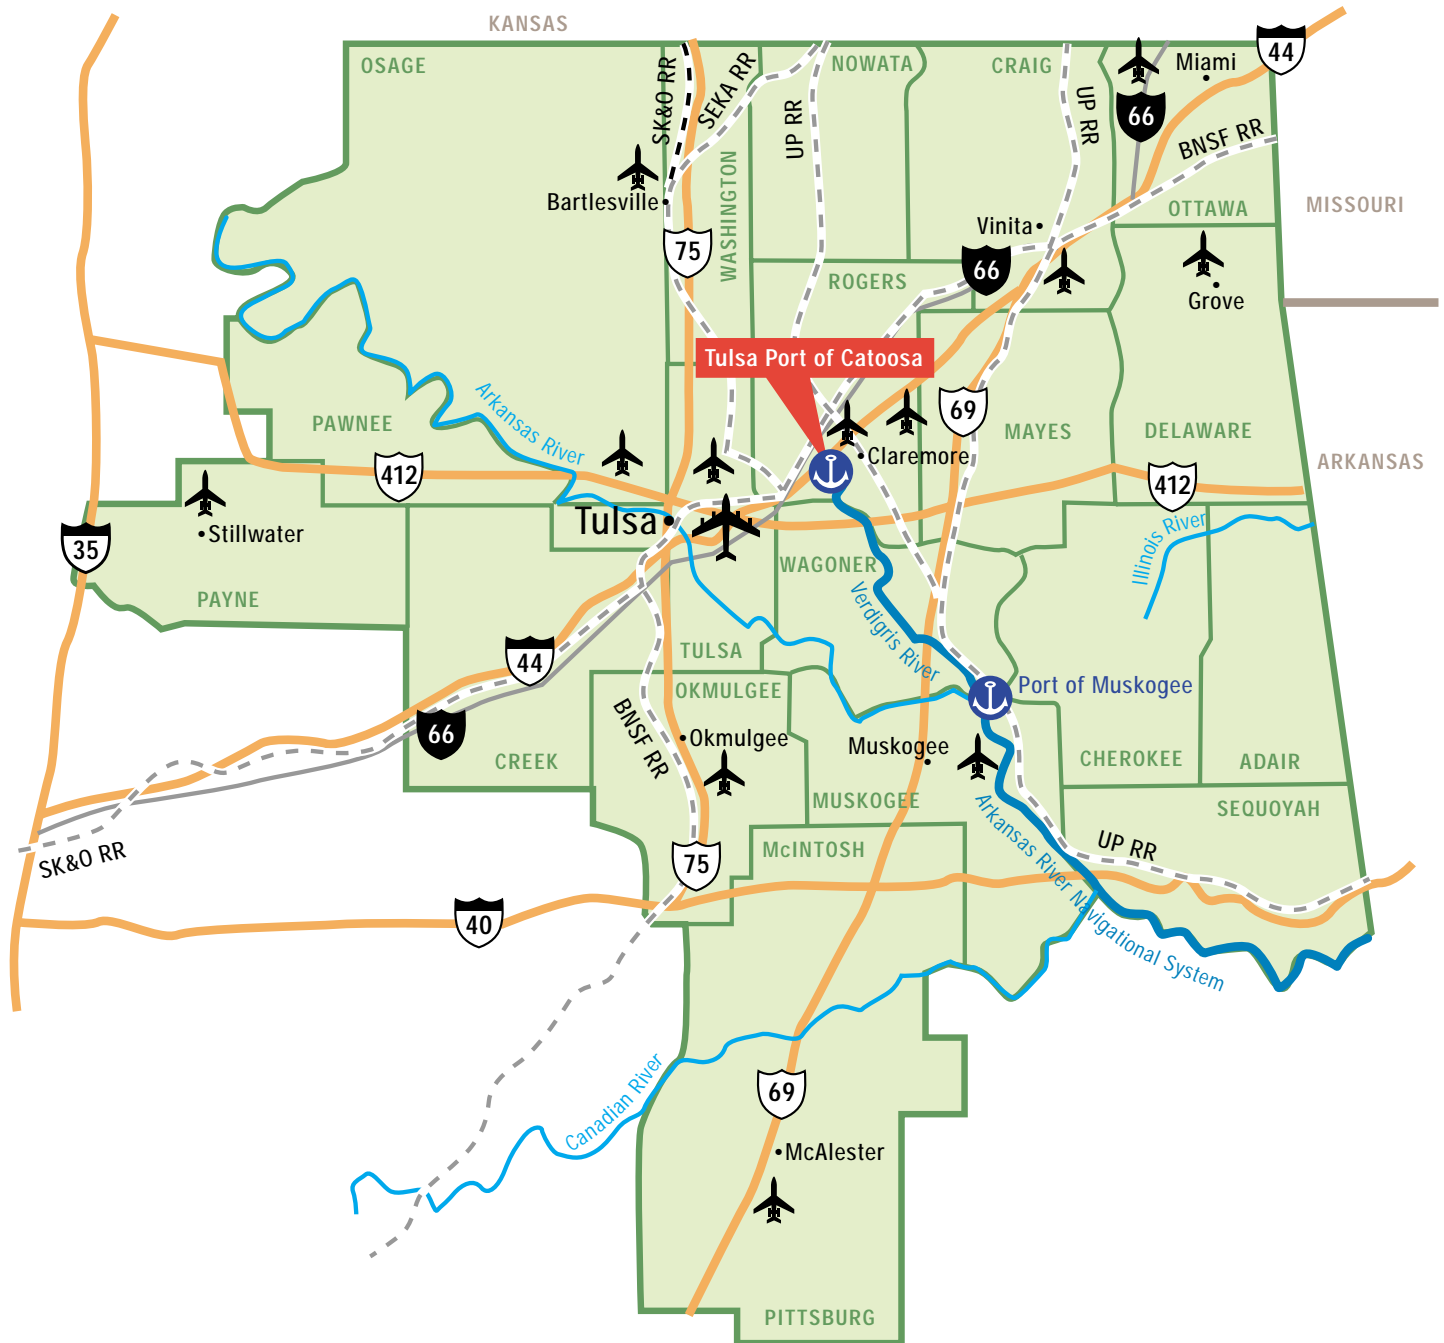 KANSAS
44
OSAGE
SK&O RR
SEKA RR
NOWATA
CRAIG
Miami
UP RR
UP RR
66
BNSF RR
WASHINGTON
Bartlesville
OTTAWA
MISSOURI
Vinita
75
66
ROGERS
Grove
Tulsa Port of Catoosa
Arkansas River
69
PAWNEE
MAYES
DELAWARE
Claremore
ARKANSAS
412
412
Tulsa
Stillwater
35
Illinois River
WAGONER
PAYNE
Verdigris River
TULSA
44
OKMULGEE
Port of Muskogee
66
BNSF RR
Okmulgee
Muskogee
CREEK
CHEROKEE
ADAIR
MUSKOGEE
SEQUOYAH
Arkansas River Navigational System
UP RR
McINTOSH
SK&O RR
75
40
Canadian River
69
McAlester
PITTSBURG